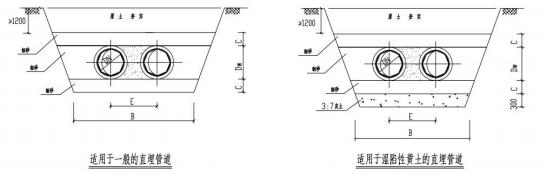 ≥1200
原土夯实
细砂
细砂
细砂
C
Dw
C
E
B
适用于一般的直埋管道
≥1200
原土夯实
细砂
细砂
细砂
3:7灰土
C
Dw
C
300
E
B
适用于湿陷性黄土的直埋管道